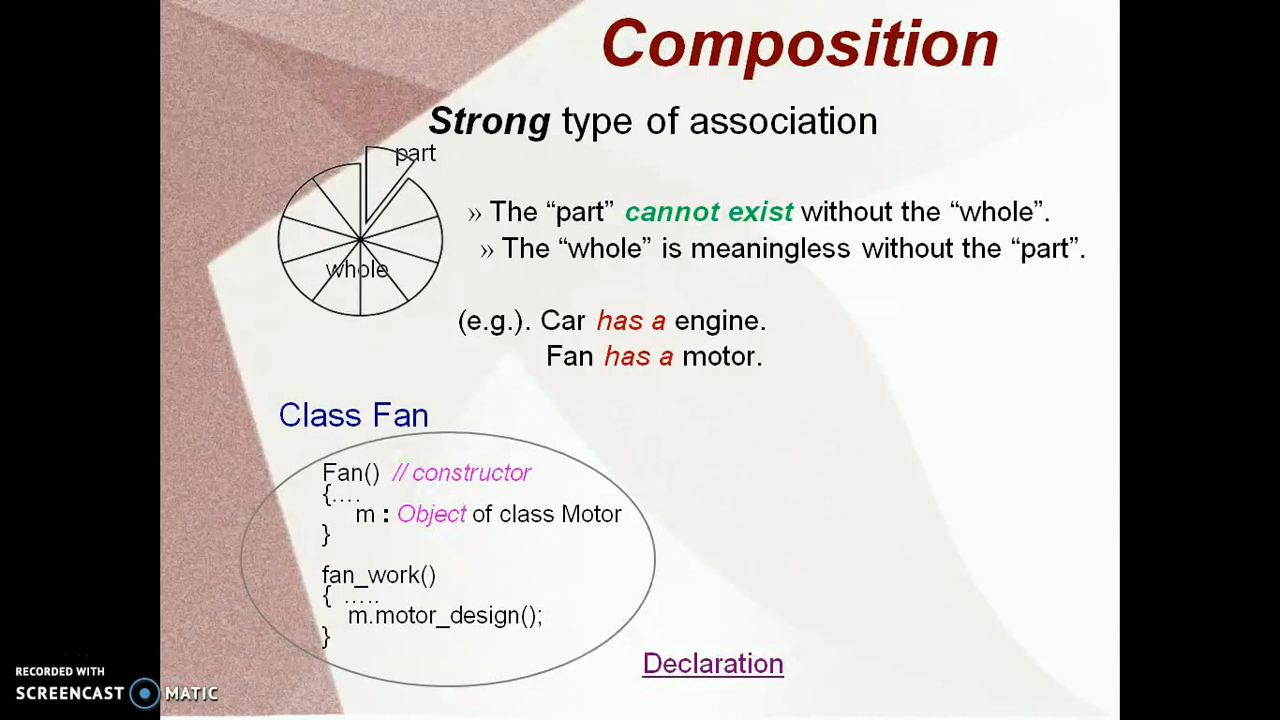 Composition
Strong type of association
part
whole
» The “part” cannot exist without the “whole”.
» The “whole” is meaningless without the “part”.
(e.g.). Car has a engine.
Fan has a motor.
Class Fan
Fan() // constructor
{....
m : Object of class Motor
}
fan_work()
{ .....
m.motor_design();
}
Declaration
RECORDED WITH
SCREENCAST MATIC